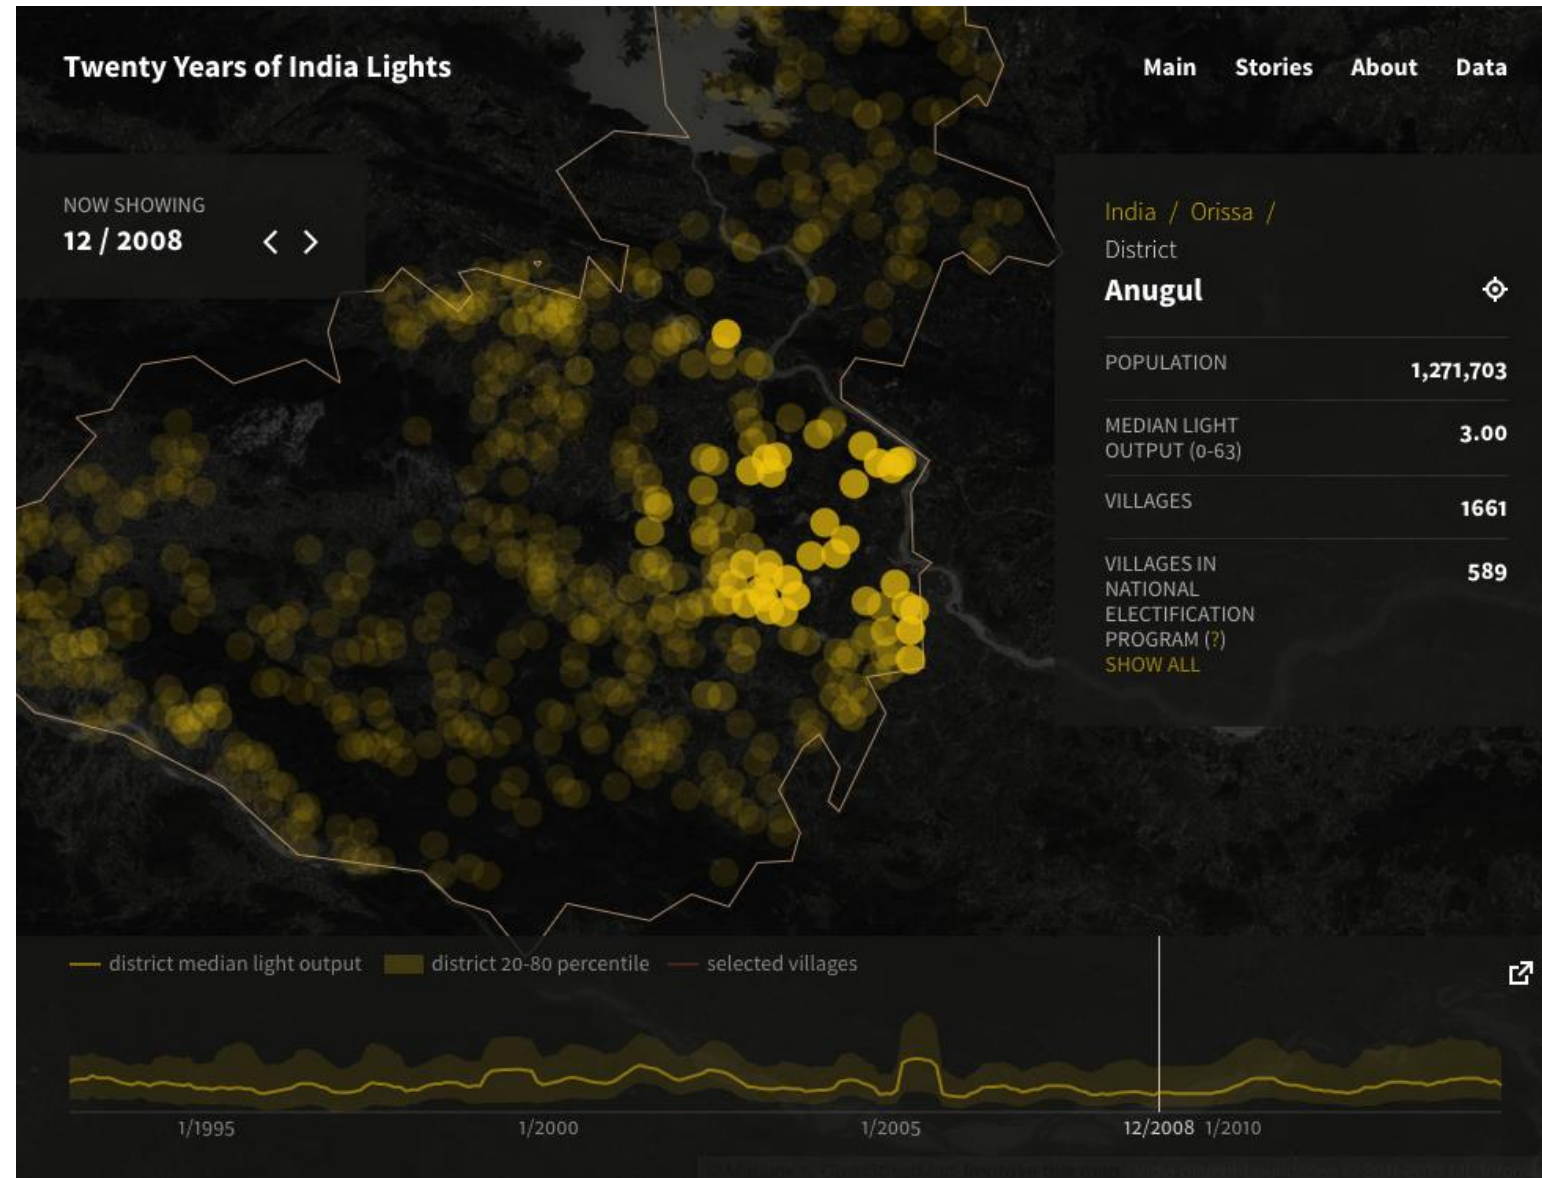 Twenty Years of India Lights
Main Stories About Data
NOW SHOWING
12 / 2008
India / Orissa /
District
Anugul
POPULATION
1,271,703
MEDIAN LIGHT
OUTPUT (0-63)
3.00
VILLAGES
1661
VILLAGES IN
NATIONAL
ELECTIFICATION
PROGRAM (?)
SHOW ALL
589
district median light output district 20-80 percentile selected villages
1/1995 1/2000 1/2005 12/2008 1/2010